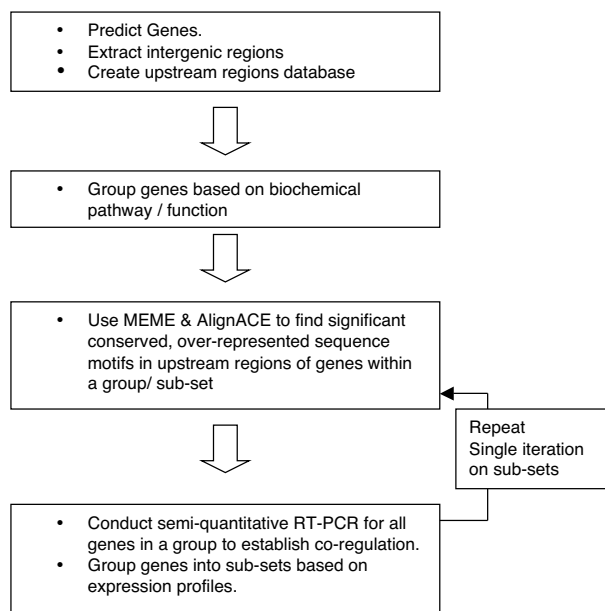 • Predict Genes.
• Extract intergenic regions
• Create upstream regions database
• Group genes based on biochemical
pathway / function
• Use MEME & AlignACE to find significant
conserved, over-represented sequence
motifs in upstream regions of genes within
a group/ sub-set
Repeat
Single iteration
on sub-sets
• Conduct semi-quantitative RT-PCR for all
genes in a group to establish co-regulation.
• Group genes into sub-sets based on
expression profiles.